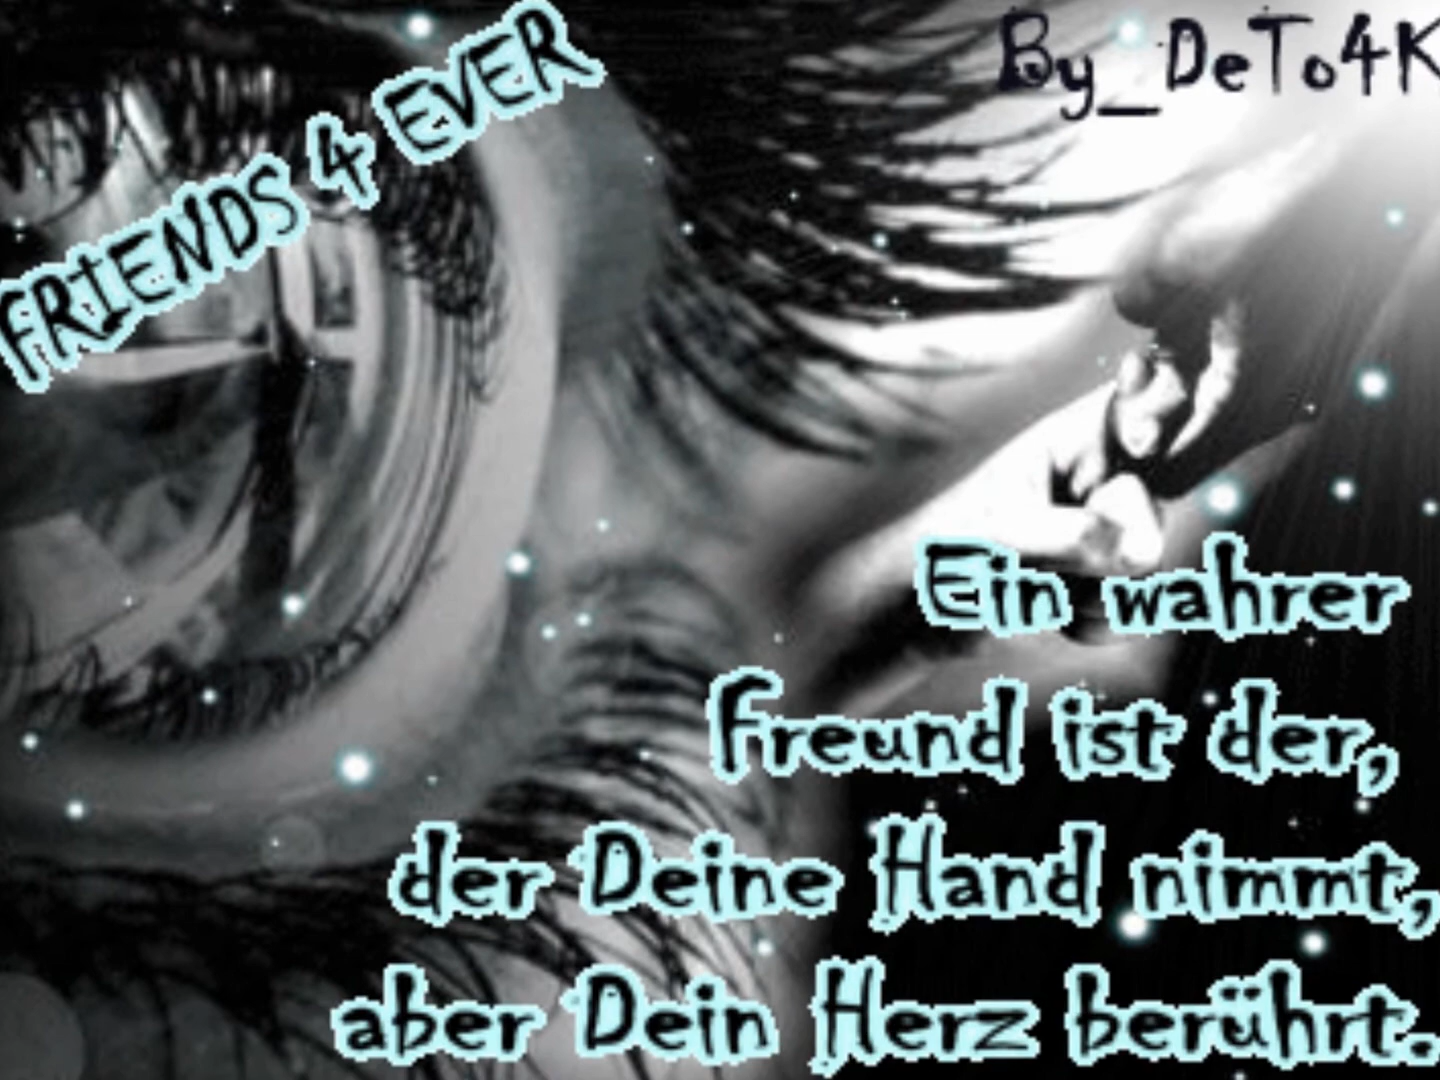 FRIENDS 4 EVER
By_DeTo4K
Ein wahrer
Freund ist der,
der Deine Hand nimmt,
aber Dein Herz berührt.